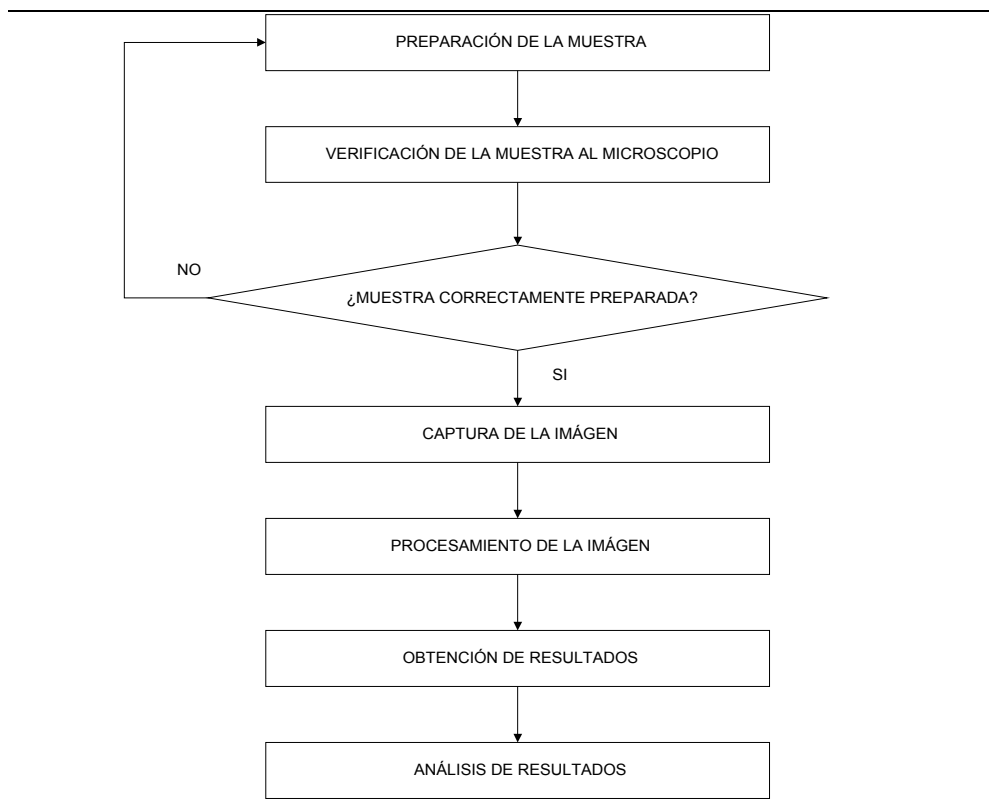 PREPARACIÓN DE LA MUESTRA
VERIFICACIÓN DE LA MUESTRA AL MICROSCOPIO
NO
¿MUESTRA CORRECTAMENTE PREPARADA?
SI
CAPTURA DE LA IMÁGEN
PROCESAMIENTO DE LA IMÁGEN
OBTENCIÓN DE RESULTADOS
ANÁLISIS DE RESULTADOS